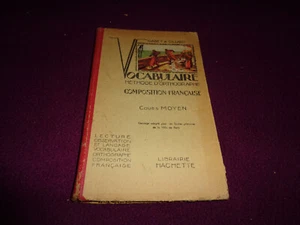 VOCABULAIRE
MÉTHODE D'ORTHOGRAPHE
COMPOSITION FRANÇAISE
COURS MOYEN
LECTURE
OBSERVATION
ET LANGAGE
VOCABULAIRE
ORTHOGRAPHE
COMPOSITION
FRANÇAISE
LIBRAIRIE
HACHETTE